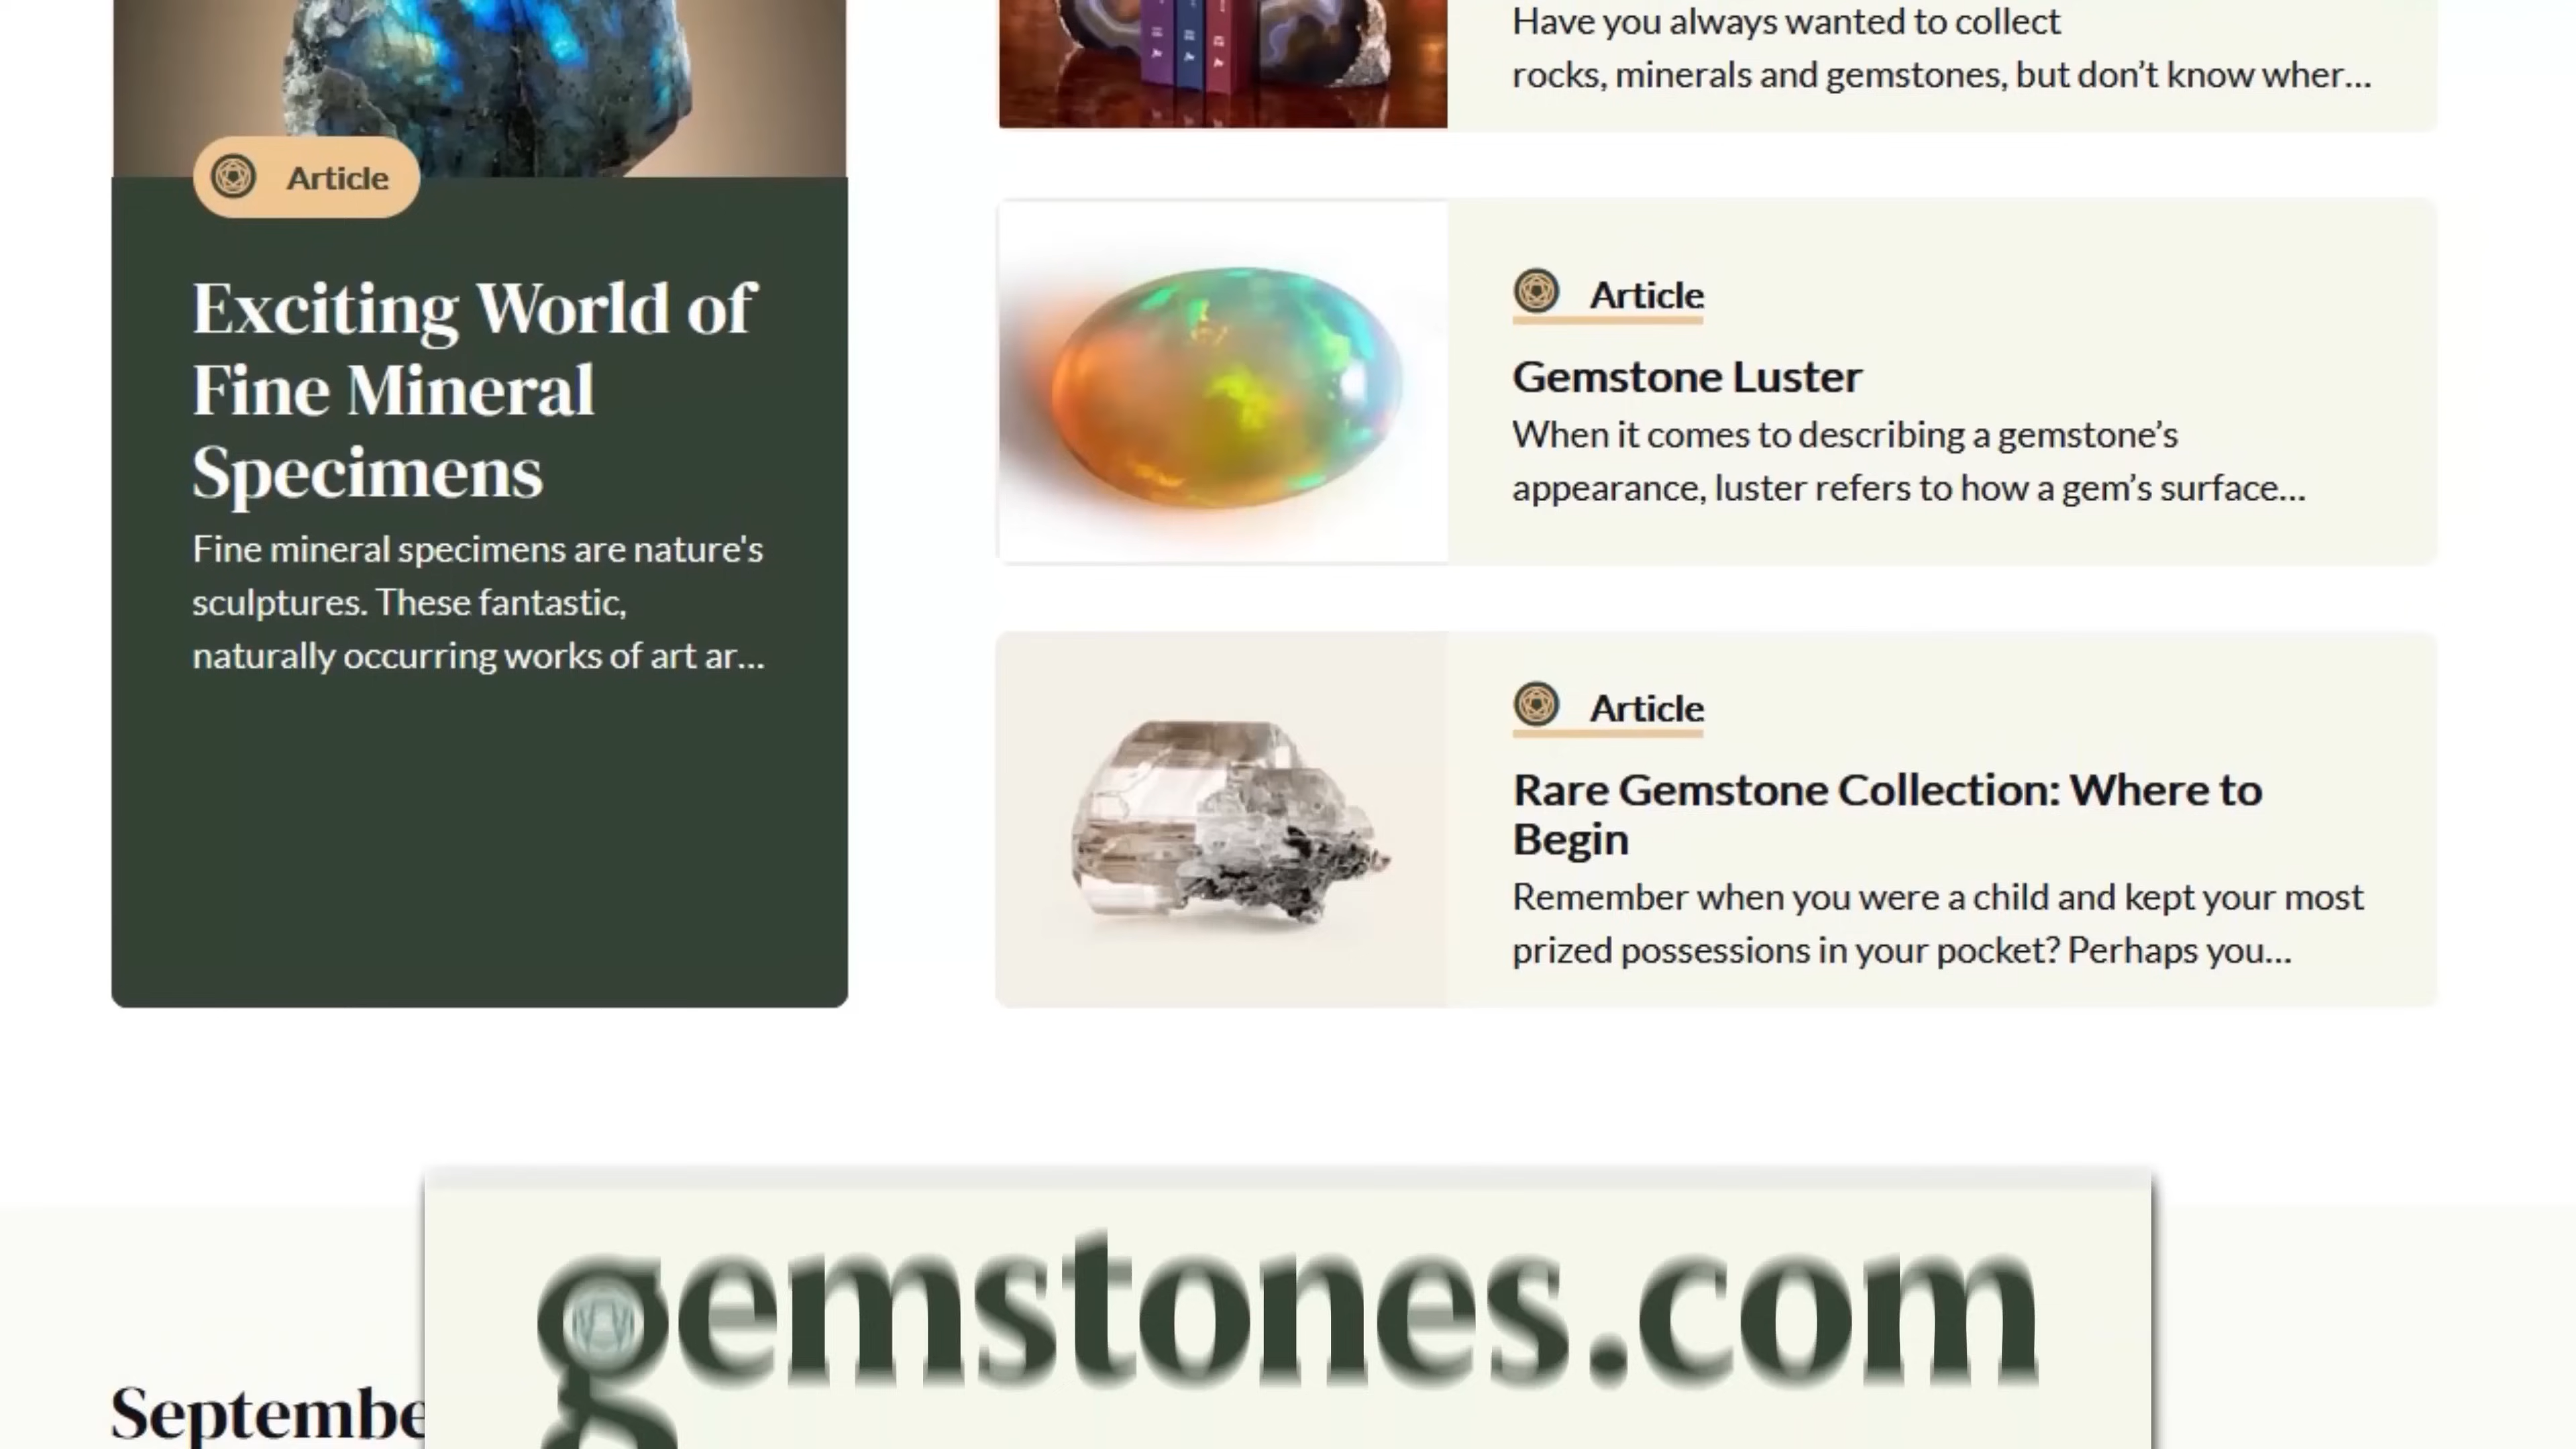 Article
Exciting World of
Fine Mineral
Specimens
Fine mineral specimens are nature's
sculptures. These fantastic,
naturally occurring works of art ar...
Have you always wanted to collect
rocks, minerals and gemstones, but don’t know wher...
Article
Gemstone Luster
When it comes to describing a gemstone’s
appearance, luster refers to how a gem’s surface...
Article
Rare Gemstone Collection: Where to
Begin
Remember when you were a child and kept your most
prized possessions in your pocket? Perhaps you...
gemstones.com
Septembe